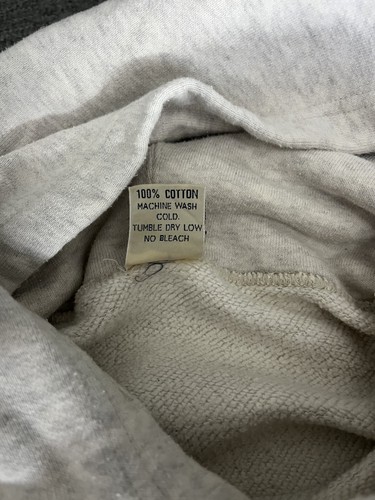 100% COTTON
MACHINE WASH
COLD.
TUMBLE DRY LOW
NO BLEACH